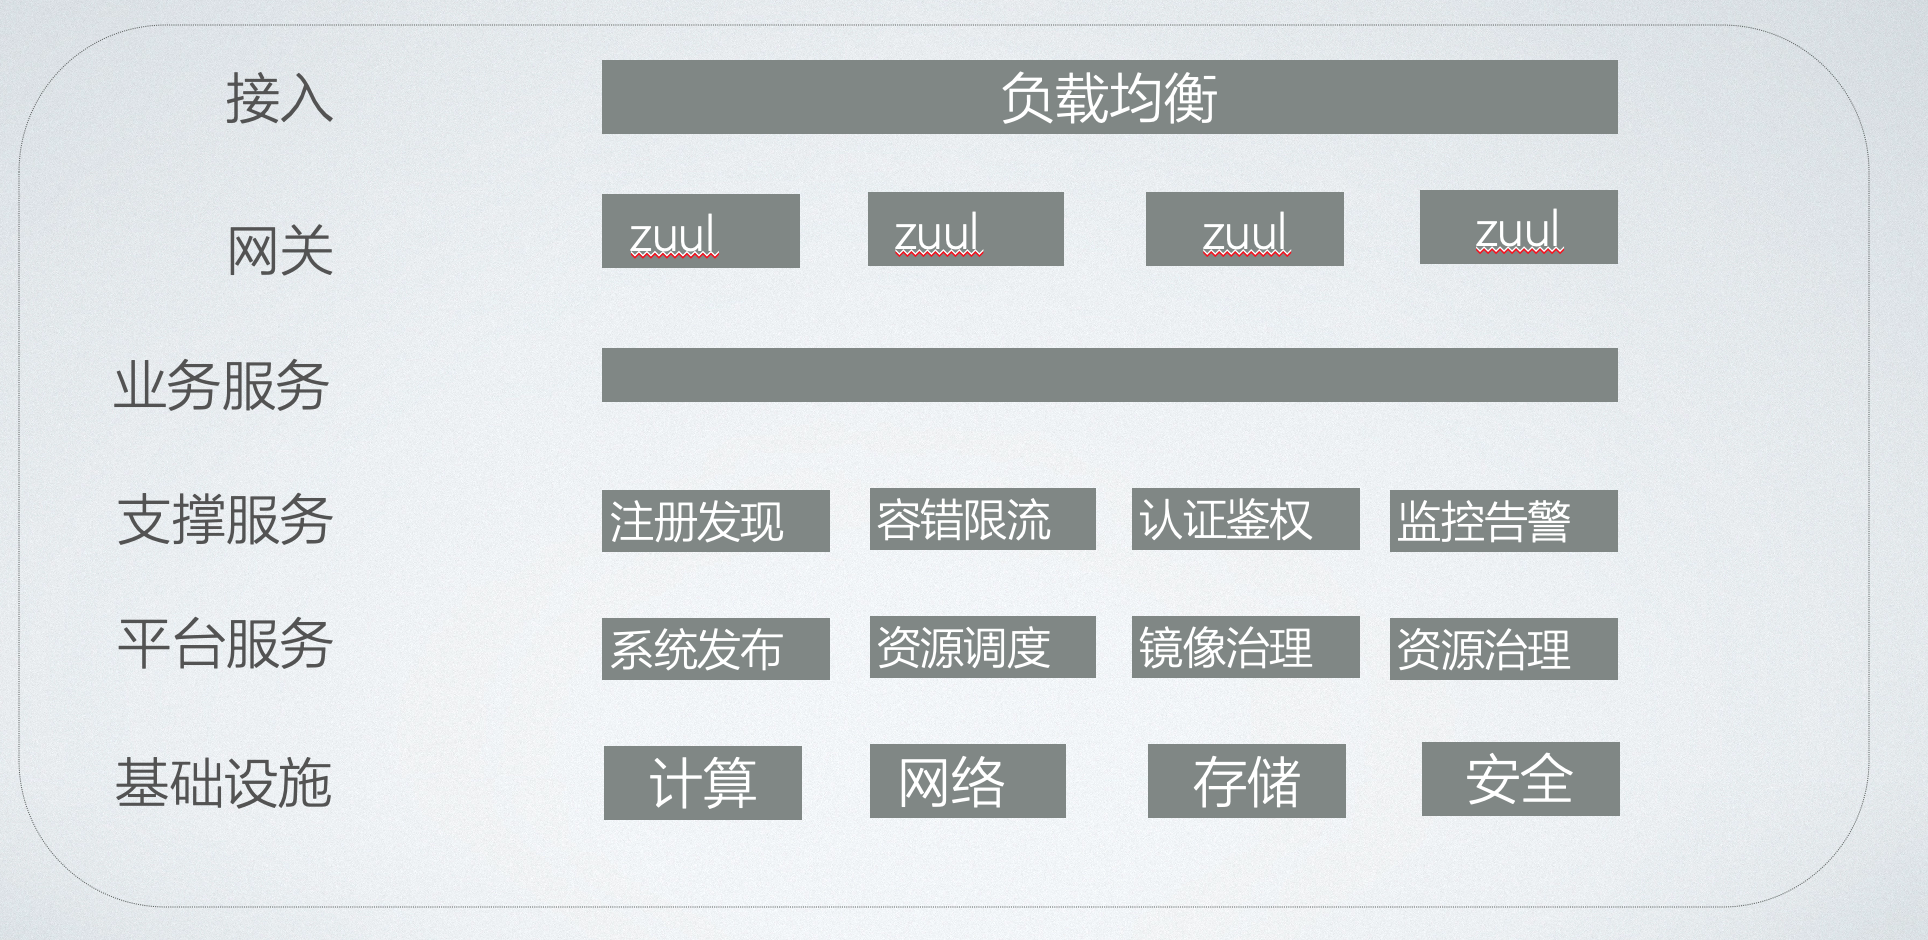 接入
负载均衡
网关
zuul
zuul
zuul
zuul
业务服务
支撑服务
注册发现
容错限流
认证鉴权
监控告警
平台服务
系统发布
资源调度
镜像治理
资源治理
基础设施
计算
网络
存储
安全